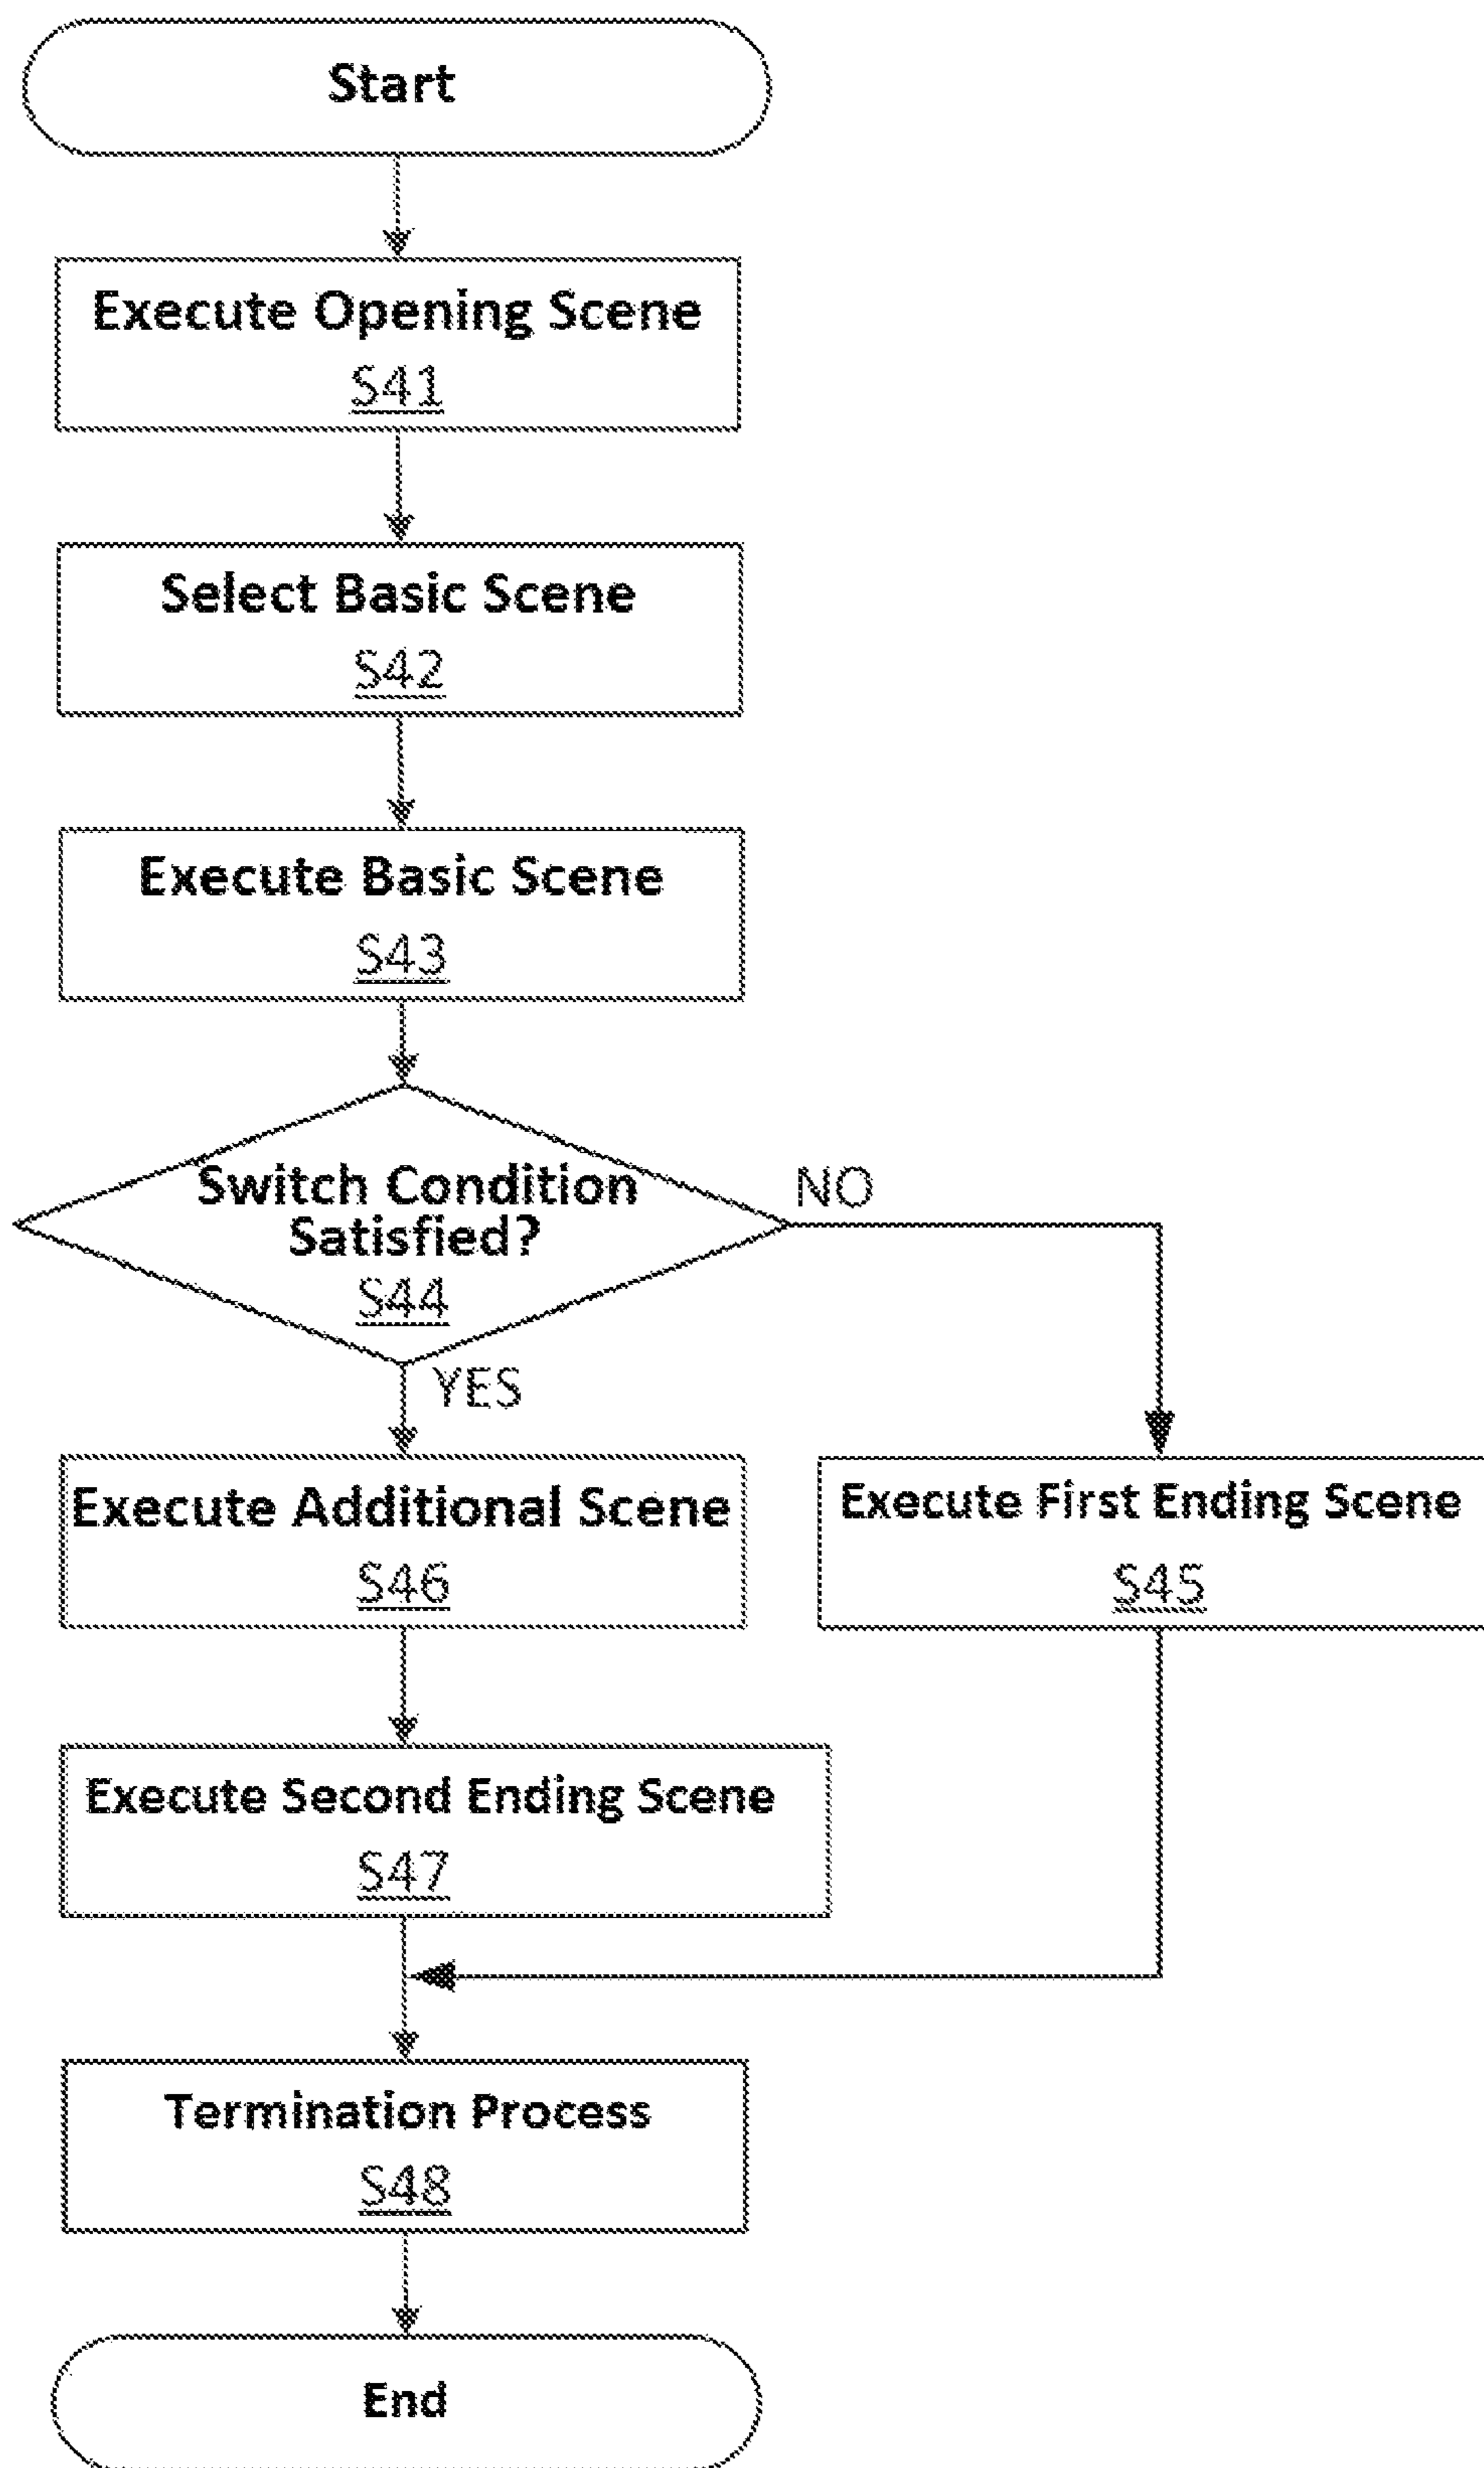 Start
Execute Opening Scene
S41
Select Basic Scene
S42
Execute Basic Scene
S43
Switch Condition
Satisfied?
S44
NO
YES
Execute Additional Scene
S46
Execute First Ending Scene
S45
Execute Second Ending Scene
S47
Termination Process
S48
End